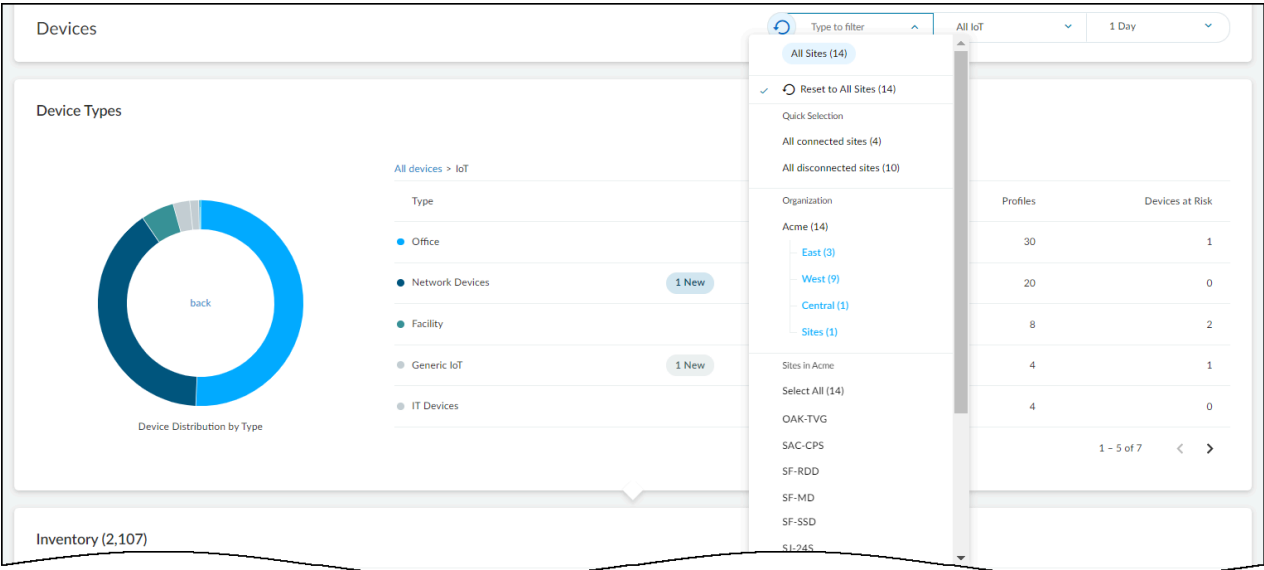 Devices
Type to filter
All IoT
1 Day
All Sites (14)
Reset to All Sites (14)
Quick Selection
All connected sites (4)
All disconnected sites (10)
Organization
Acme (14)
East (3)
West (9)
Central (1)
Sites (1)
Sites in Acme
Select All (14)
OAK-TVG
SAC-CPS
SF-RDD
SF-MD
SF-SSD
SJ-24S
Device Types
back
Device Distribution by Type
All devices > IoT
Type Profiles Devices at Risk
Office 30 1
Network Devices 1 New 20 0
Facility 8 2
Generic IoT 1 New 4 1
IT Devices 4 0
1 – 5 of 7
Inventory (2,107)